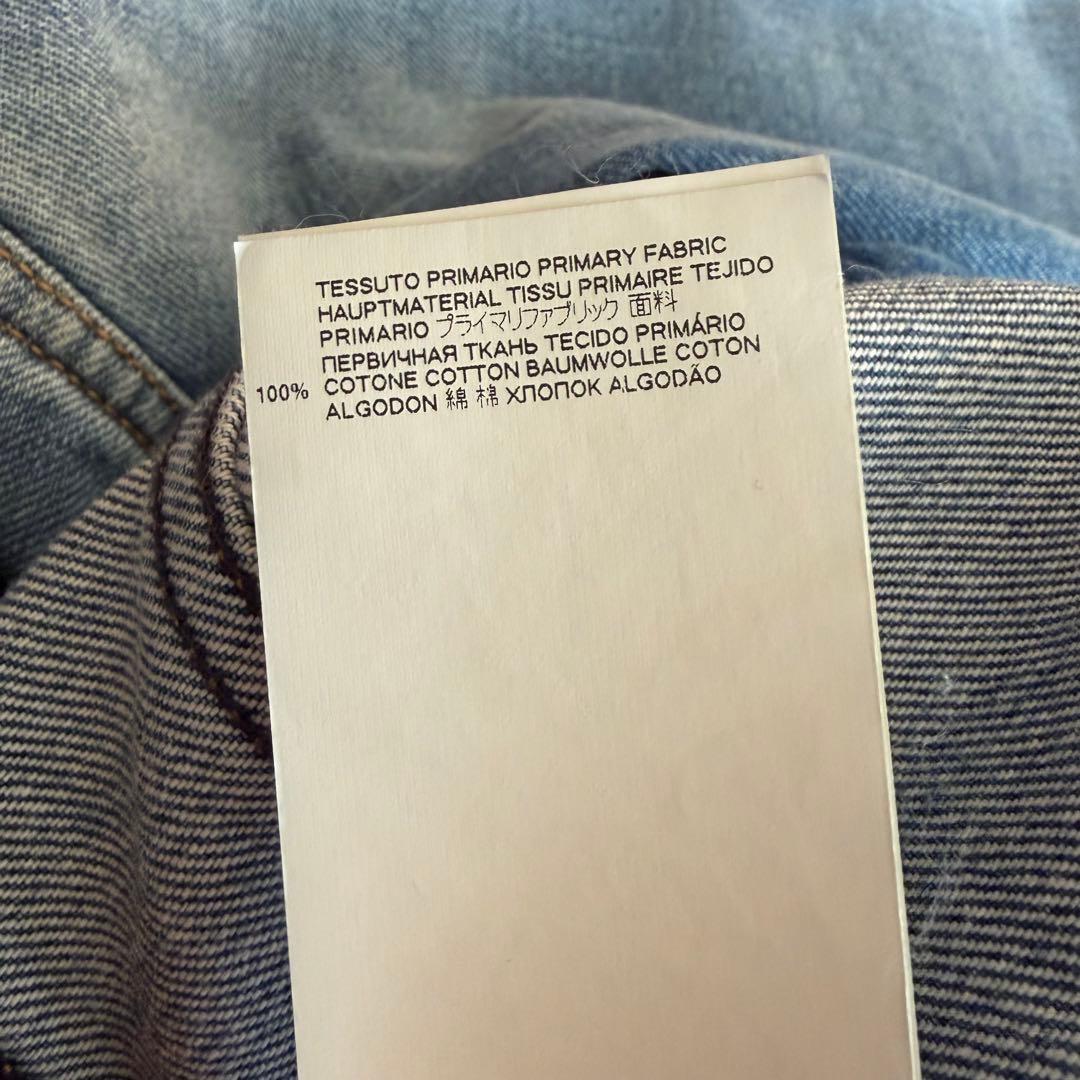 TESSUTO PRIMARIO PRIMARY FABRIC
HAUPTMATERIAL TISSU PRIMAIRE TEJIDO
PRIMARIO プライマリファブリック 面料
ПЕРВИЧНАЯ ТКАНЬ TECIDO PRIMÁRIO
100% COTONE COTTON BAUMWOLLE COTON
ALGODON 綿 棉 ХЛОПОК ALGODÃO